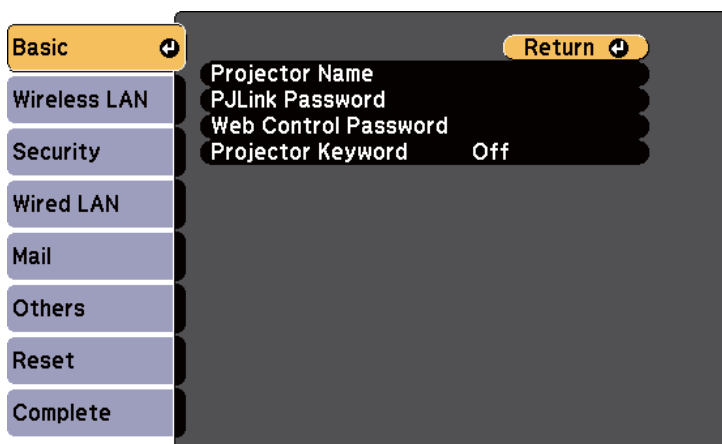 Basic
Wireless LAN
Security
Wired LAN
Mail
Others
Reset
Complete
Return
Projector Name
PJLink Password
Web Control Password
Projector Keyword Off